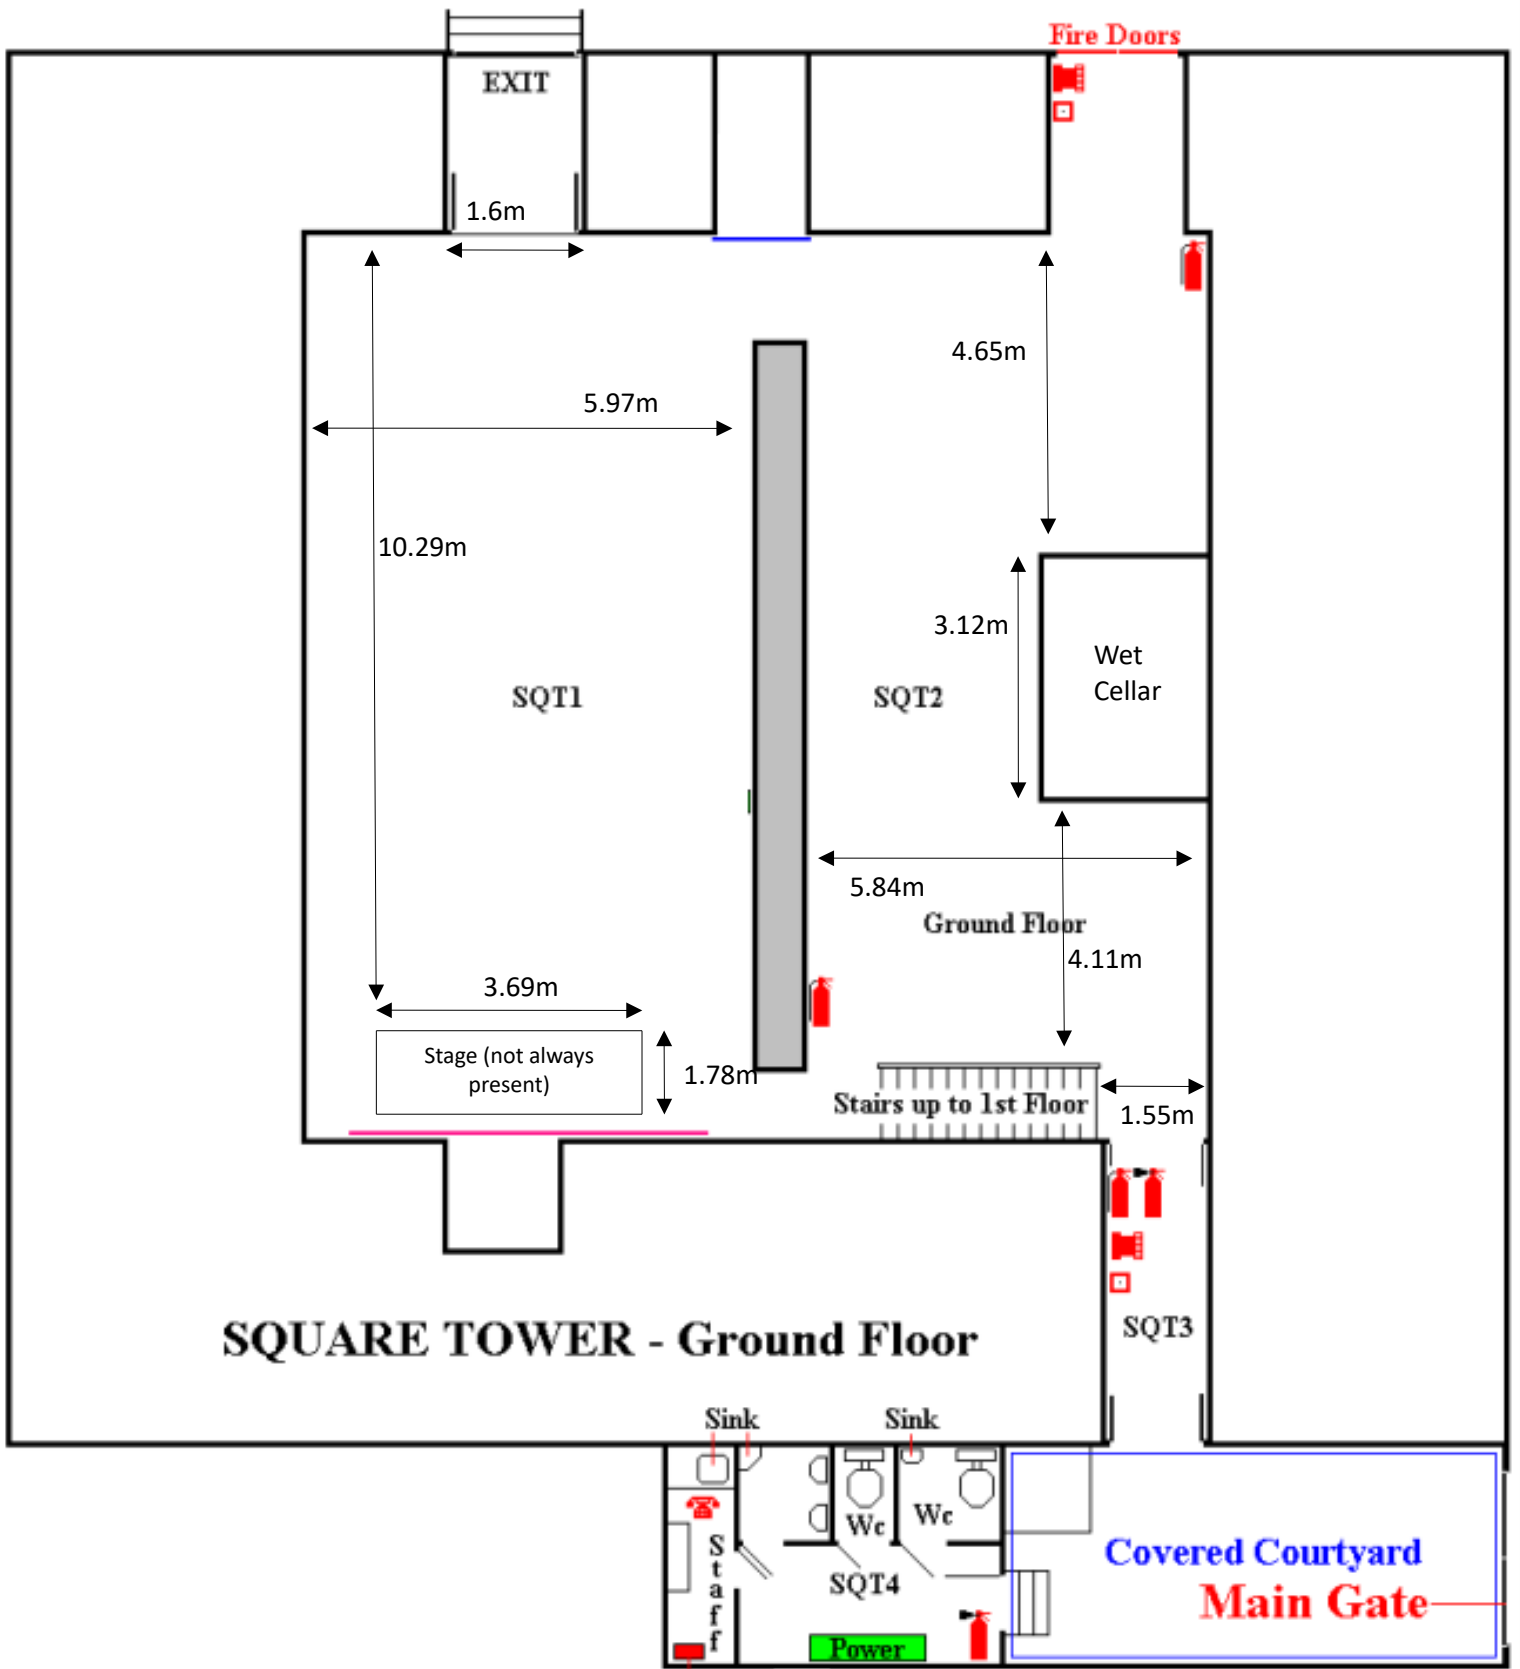 Fire Doors
EXIT
1.6m
4.65m
5.97m
10.29m
3.12m
Wet
Cellar
SQT1
SQT2
5.84m
Ground Floor
4.11m
3.69m
Stage (not always
present)
1.78m
Stairs up to 1st Floor
1.55m
SQUARE TOWER - Ground Floor
SQT3
Sink
Sink
Wc
Wc
Staff
SQT4
Covered Courtyard
Main Gate
Power